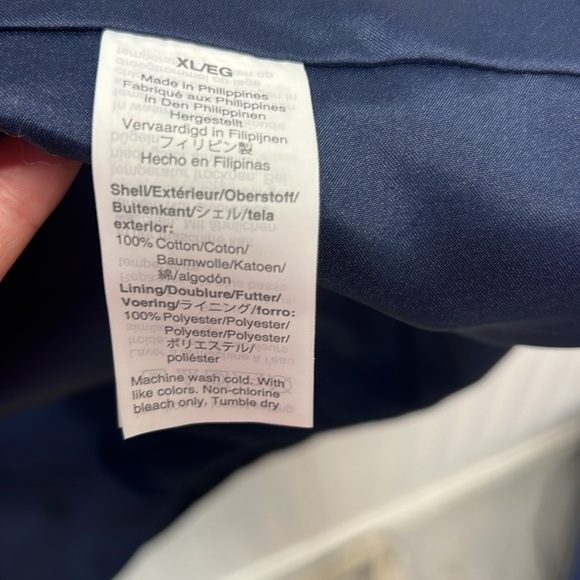 XL/EG
Made in Philippines
Fabriqué aux Philippines
In Den Philippinen
Hergestellt
Vervaardigd in Filipijnen
フィリピン製
Hecho en Filipinas
Shell/Extérieur/Oberstoff/
Buitenkant/シェル/tela
exterior:
100% Cotton/Coton/
Baumwolle/Katoen/
綿/algodón
Lining/Doublure/Futter/
Voering/ライニング/forro:
100% Polyester/Polyester/
Polyester/Polyester/
ポリエステル/
poliéster
Machine wash cold. With
like colors. Non-chlorine
bleach only. Tumble dry